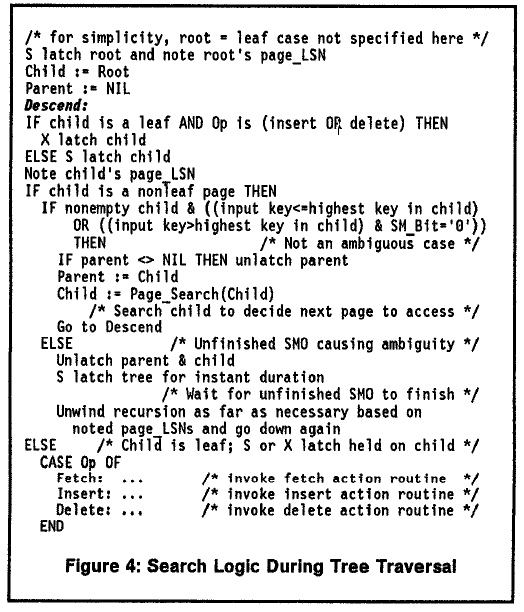 /* for simplicity, root = leaf case not specified here */
S latch root and note root's page_LSN
Child := Root
Parent := NIL
Descend:
IF child is a leaf AND Op is (insert OR delete) THEN
X latch child
ELSE S latch child
Note child's page_LSN
IF child is a nonleaf page THEN
IF nonempty child & ((input key<=highest key in child)
OR ((input key>highest key in child) & SM_Bit='0'))
THEN /* Not an ambiguous case */
IF parent <> NIL THEN unlatch parent
Parent := Child
Child := Page_Search(Child)
/* Search child to decide next page to access */
Go to Descend
ELSE /* Unfinished SMO causing ambiguity */
Unlatch parent & child
S latch tree for instant duration
/* Wait for unfinished SMO to finish */
Unwind recursion as far as necessary based on
noted page_LSNs and go down again
ELSE /* Child is leaf; S or X latch held on child */
CASE Op OF
Fetch: ... /* invoke fetch action routine */
Insert: ... /* invoke insert action routine */
Delete: ... /* invoke delete action routine */
END
Figure 4: Search Logic During Tree Traversal